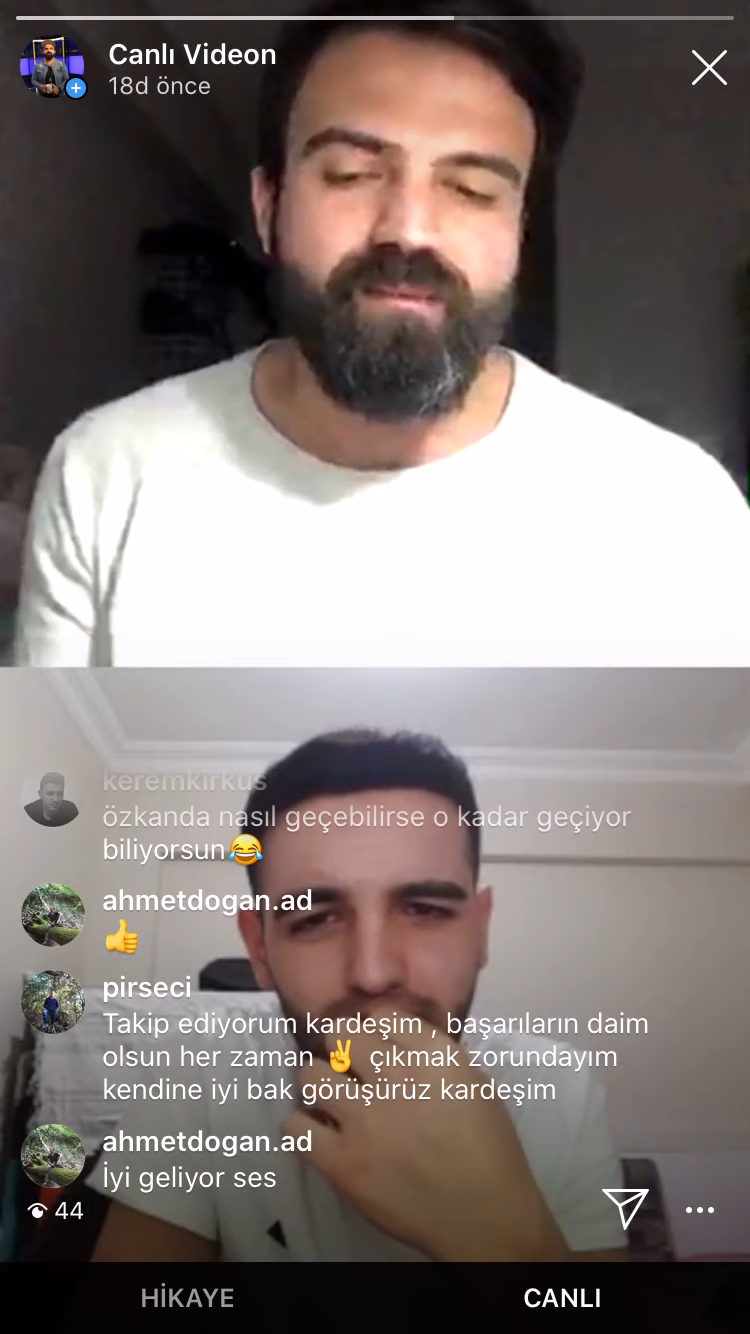 Canlı Videon
18d önce
keremkirkus
özkanda nasıl geçebilirse o kadar geçiyor
biliyorsun😂
ahmetdogan.ad
👍
pirseci
Takip ediyorum kardeşim , başarıların daim
olsun her zaman ✌️ çıkmak zorundayım
kendine iyi bak görüşürüz kardeşim
ahmetdogan.ad
İyi geliyor ses
44
HİKAYE
CANLI